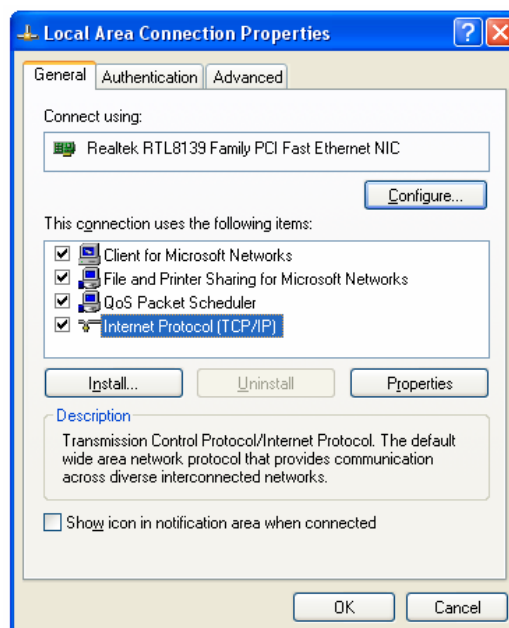 Local Area Connection Properties
General Authentication Advanced
Connect using:
Realtek RTL8139 Family PCI Fast Ethernet NIC
Configure...
This connection uses the following items:
Client for Microsoft Networks
File and Printer Sharing for Microsoft Networks
QoS Packet Scheduler
Internet Protocol (TCP/IP)
Install... Uninstall Properties
Description
Transmission Control Protocol/Internet Protocol. The default
wide area network protocol that provides communication
across diverse interconnected networks.
Show icon in notification area when connected
OK Cancel